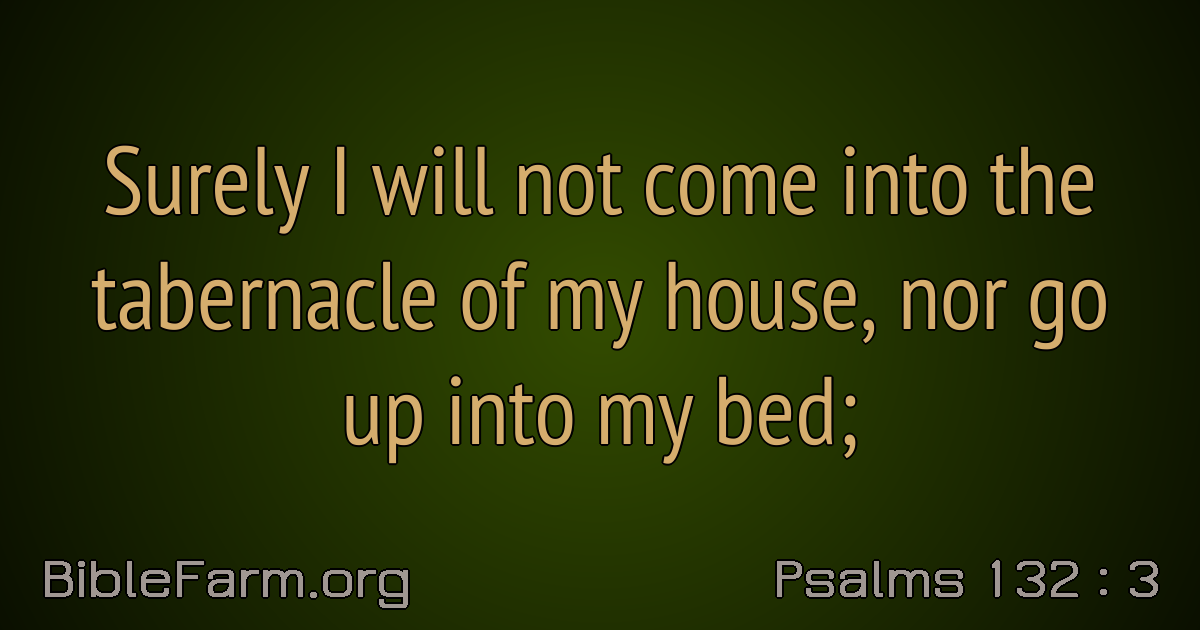 Surely I will not come into the
tabernacle of my house, nor go
up into my bed;
BibleFarm.org
Psalms 132 : 3